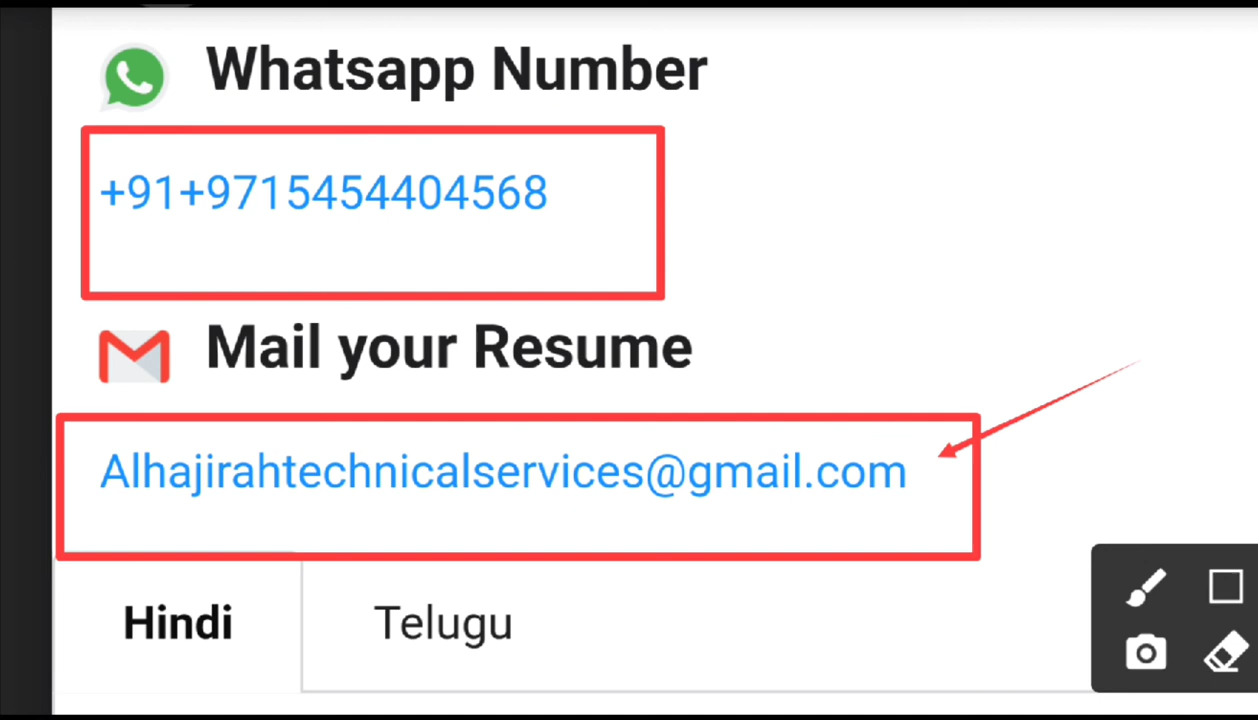 Whatsapp Number
+91+9715454404568
Mail your Resume
Alhajirahtechnicalservices@gmail.com
Hindi
Telugu